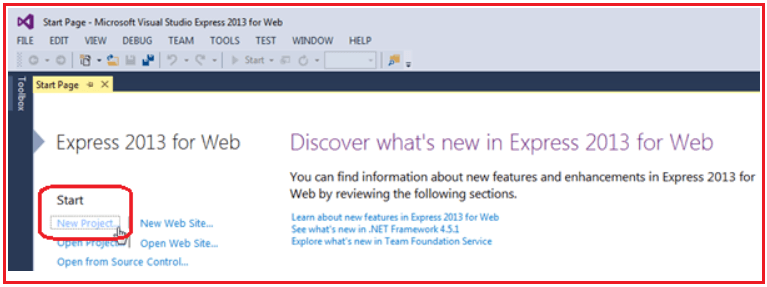 Start Page - Microsoft Visual Studio Express 2013 for Web
FILE EDIT VIEW DEBUG TEAM TOOLS TEST WINDOW HELP
Start
Toolbox
Start Page
Express 2013 for Web
Discover what's new in Express 2013 for Web
You can find information about new features and enhancements in Express 2013 for
Web by reviewing the following sections.
Start
New Project... New Web Site...
Open Project... Open Web Site...
Open from Source Control...
Learn about new features in Express 2013 for Web
See what's new in .NET Framework 4.5.1
Explore what's new in Team Foundation Service